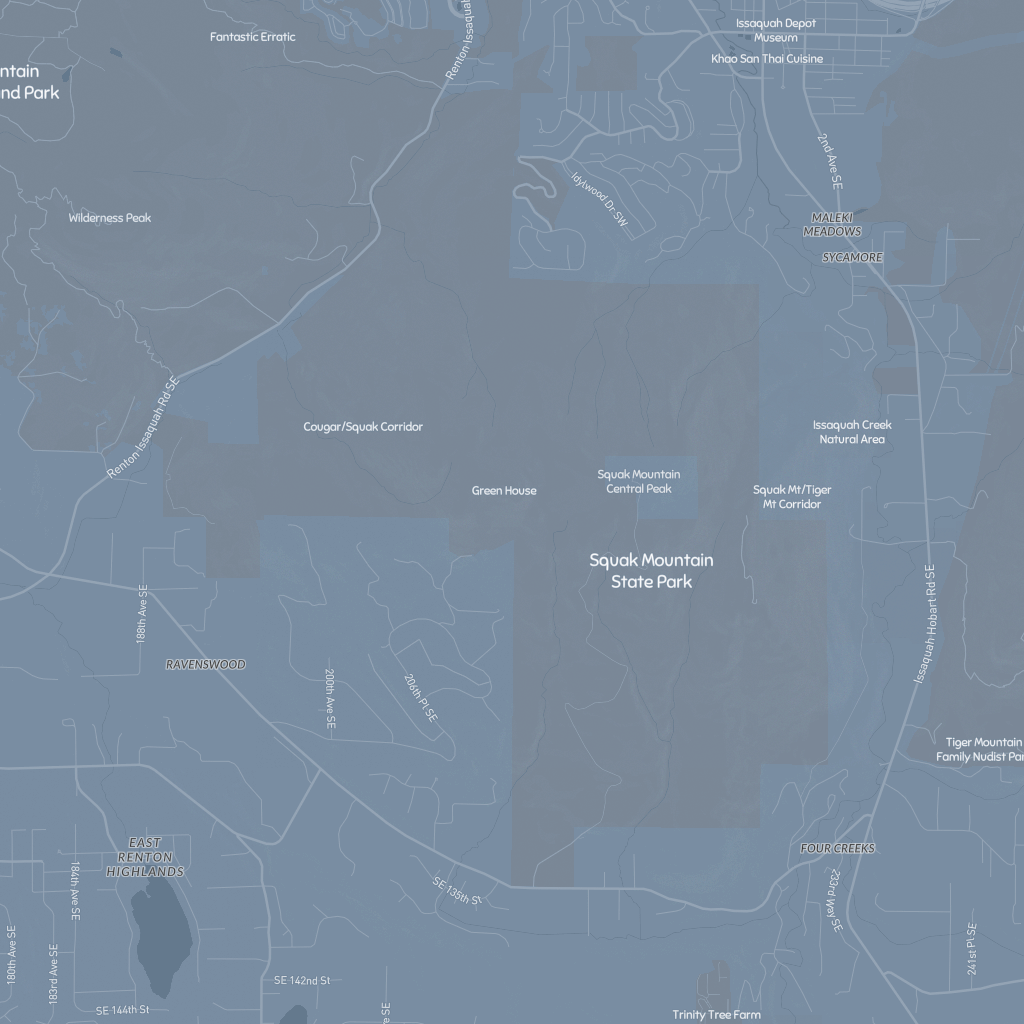 Issaquah Depot
Museum
Fantastic Erratic
Renton-Issaquah
Khao San Thai Cuisine
ntain
nd Park
2nd Ave SE
Idylwood Dr SW
Wilderness Peak
MALEKI
MEADOWS
SYCAMORE
Renton Issaquah Rd SE
Cougar/Squak Corridor
Issaquah Creek
Natural Area
Squak Mountain
Central Peak
Green House
Squak Mt/Tiger
Mt Corridor
Squak Mountain
State Park
188th Ave SE
Issaquah Hobart Rd SE
RAVENSWOOD
200th Ave SE
206th Pl SE
Tiger Mountain
Family Nudist Par
EAST
RENTON
HIGHLANDS
FOUR CREEKS
184th Ave SE
SE 135th St
233rd Way SE
180th Ave SE
183rd Ave SE
241st Pl SE
SE 142nd St
SE 144th St
e SE
Trinity Tree Farm